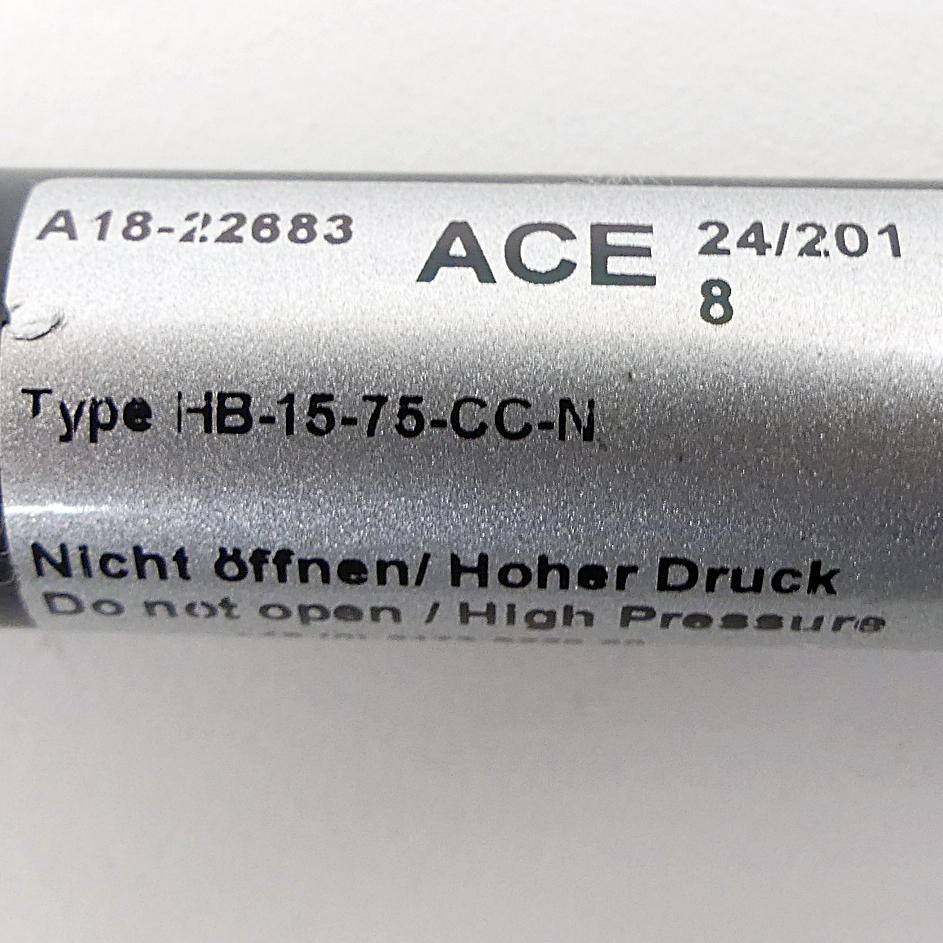 A18-22683 ACE 24/201
8
Type HB-15-75-CC-N
Nicht öffnen/ Hoher Druck
Do not open / High Pressure